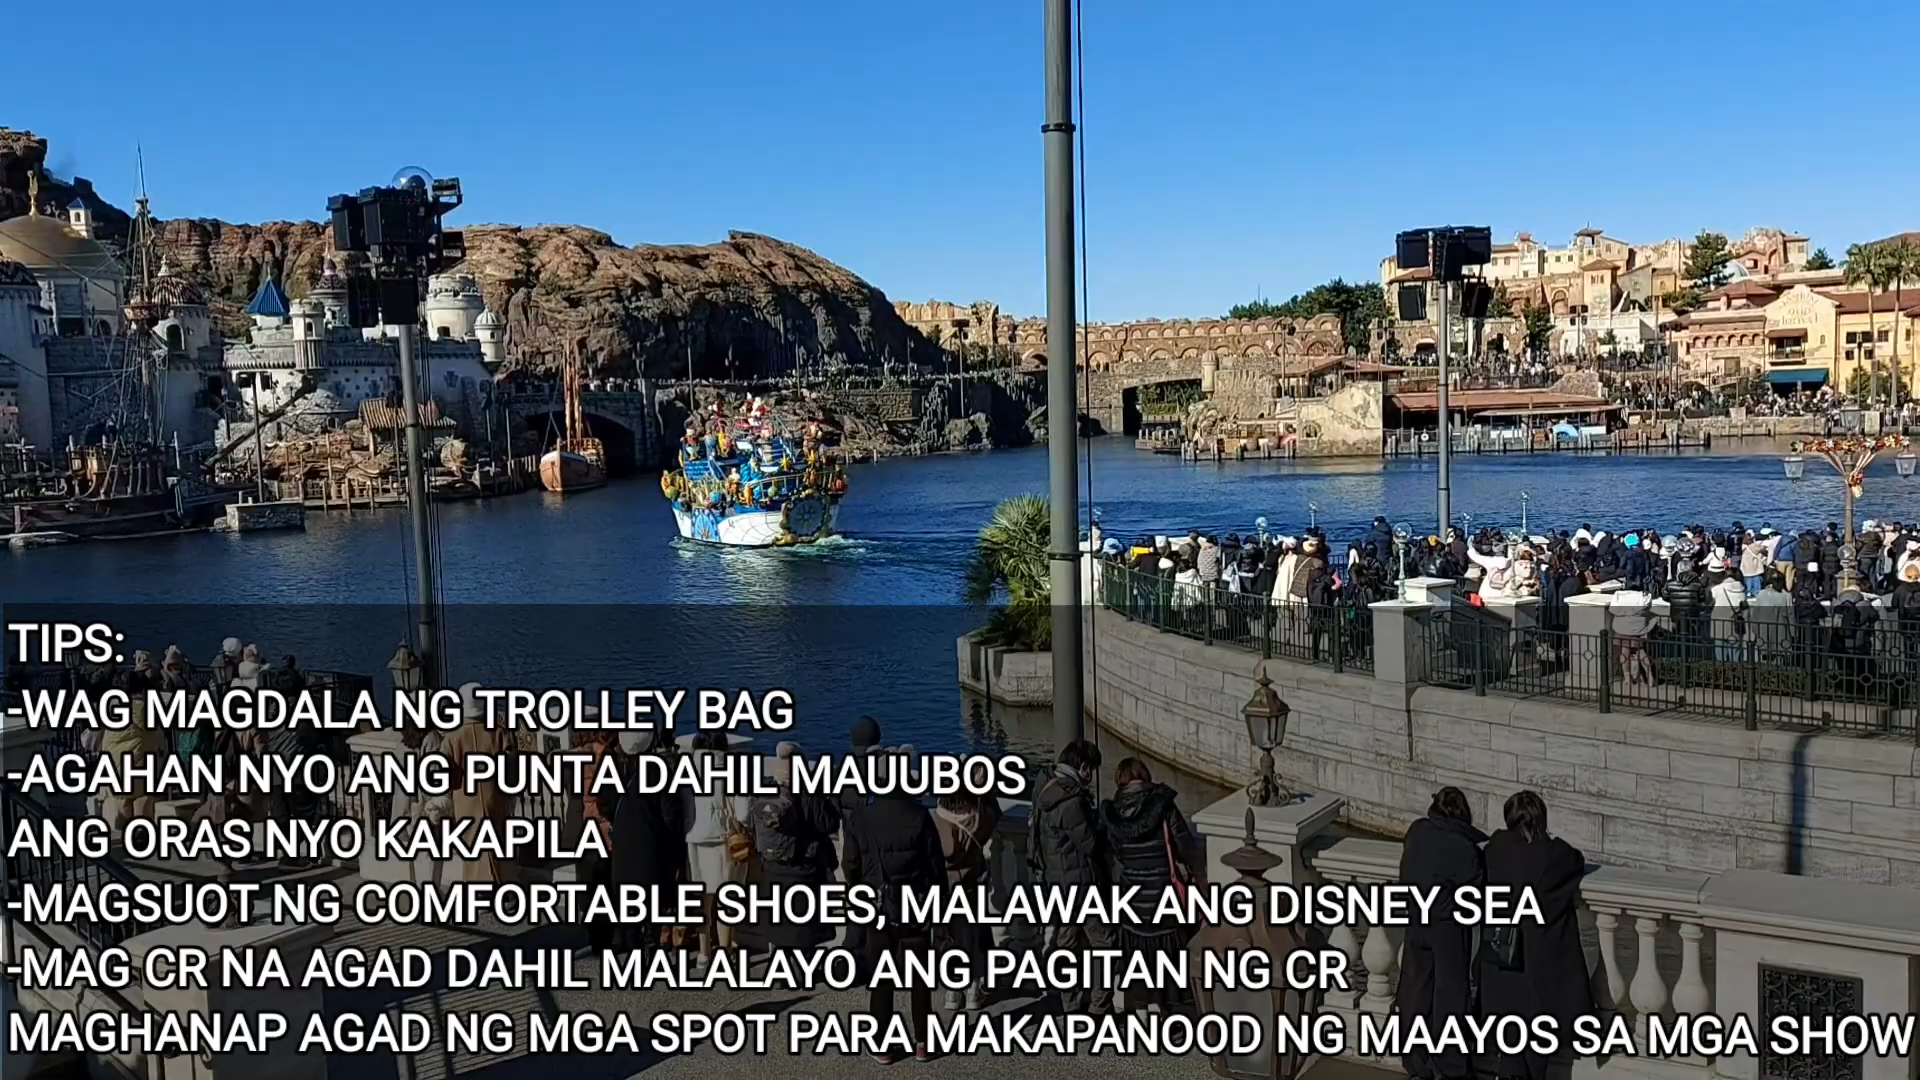 TIPS:
-WAG MAGDALA NG TROLLEY BAG
-AGAHAN NYO ANG PUNTA DAHIL MAUUBOS
ANG ORAS NYO KAKAPILA
-MAGSUOT NG COMFORTABLE SHOES, MALAWAK ANG DISNEY SEA
-MAG CR NA AGAD DAHIL MALALAYO ANG PAGITAN NG CR
MAGHANAP AGAD NG MGA SPOT PARA MAKAPANOOD NG MAAYOS SA MGA SHOW